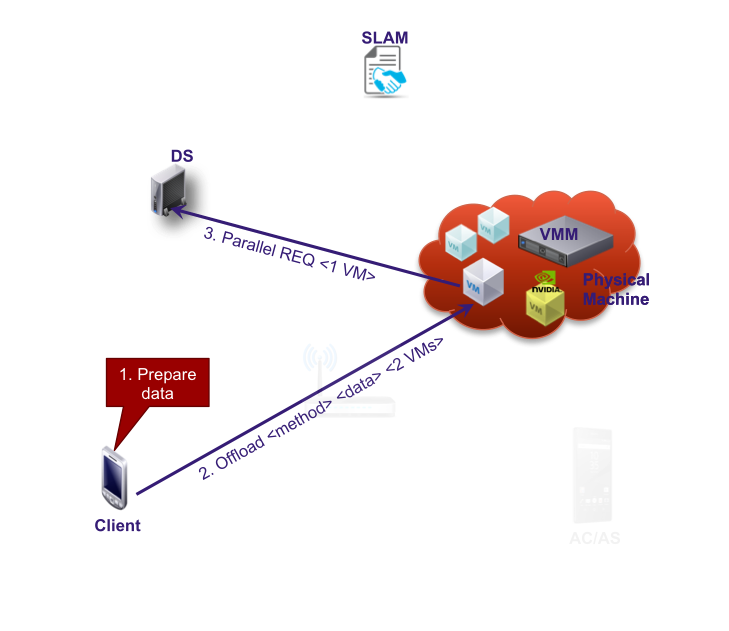 SLAM
DS
VMM
VM
VM
3. Parallel REQ <1 VM>
VM
NVIDIA
Physical
Machine
VM
1. Prepare
data
2. Offload <method> <data> <2 VMs>
Client
AC/AS